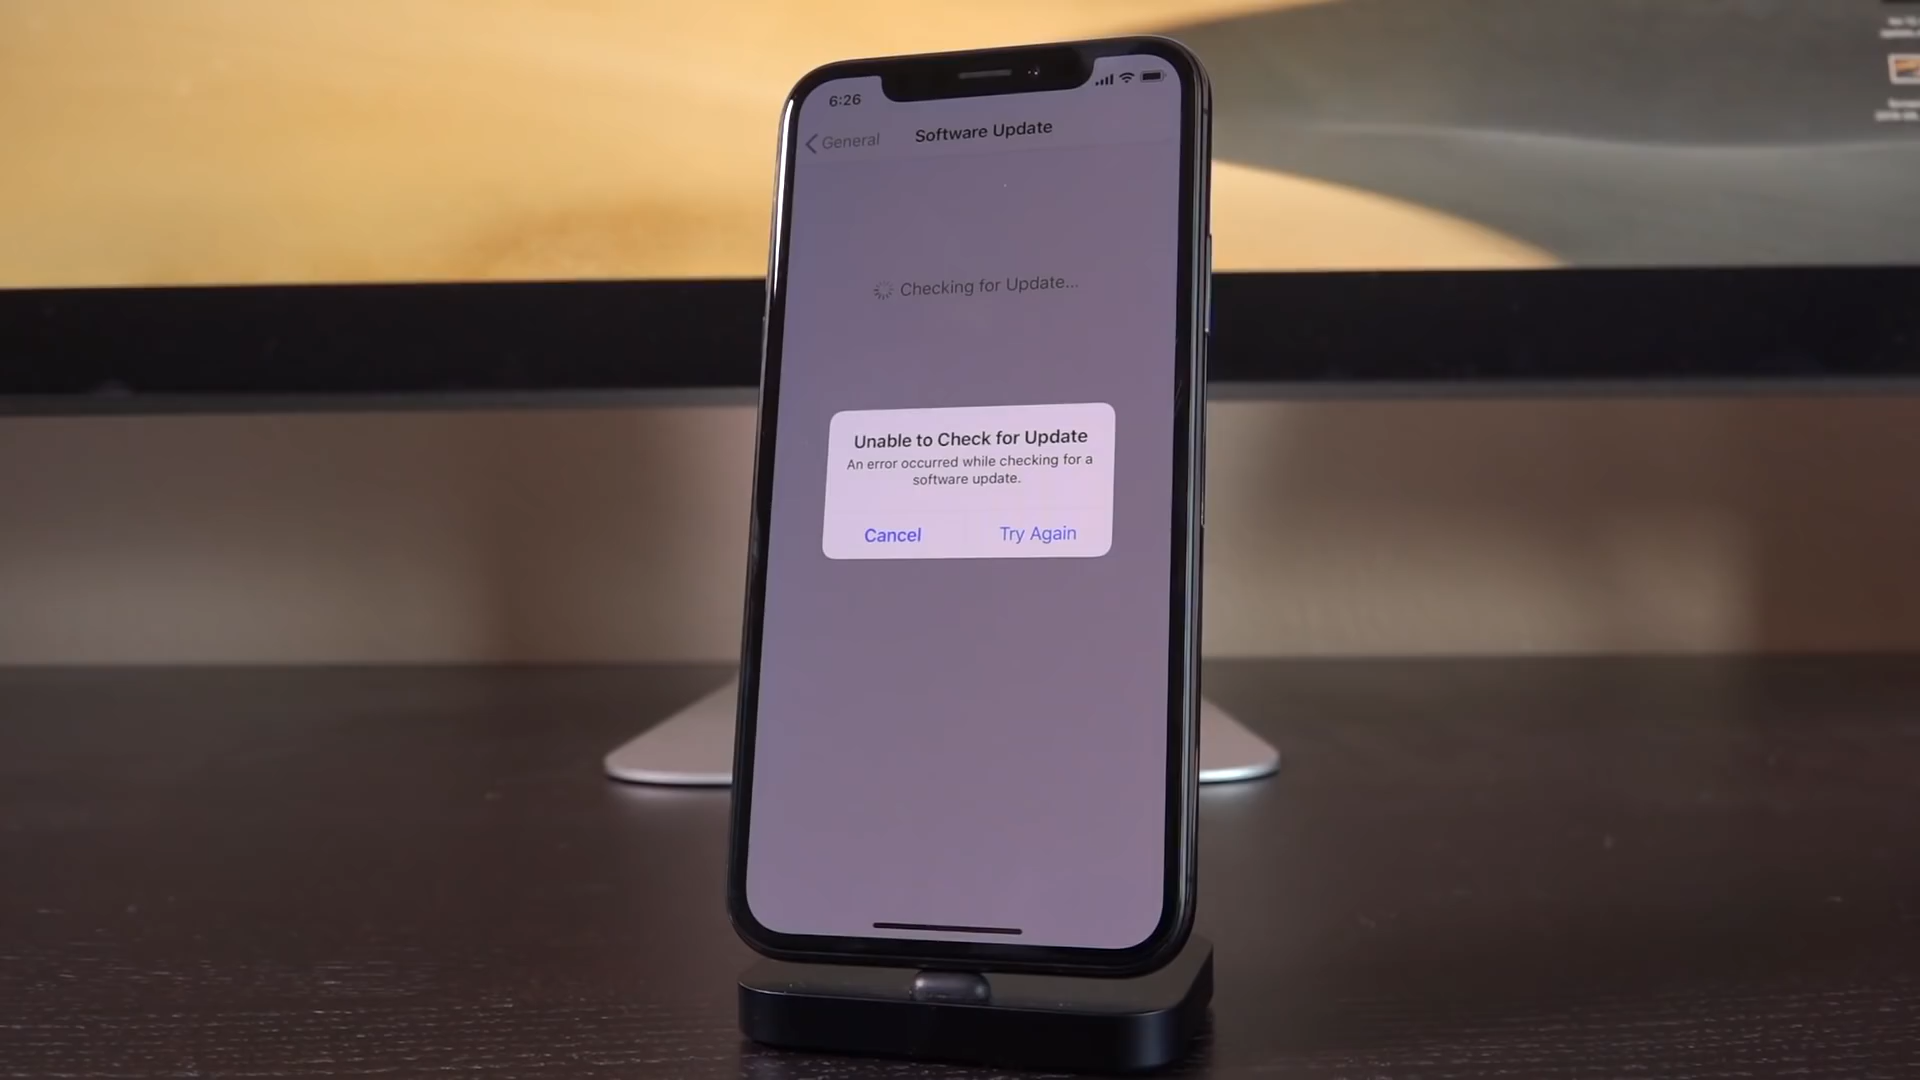 6:26
General
Software Update
Checking for Update...
Unable to Check for Update
An error occurred while checking for a
software update.
Cancel
Try Again